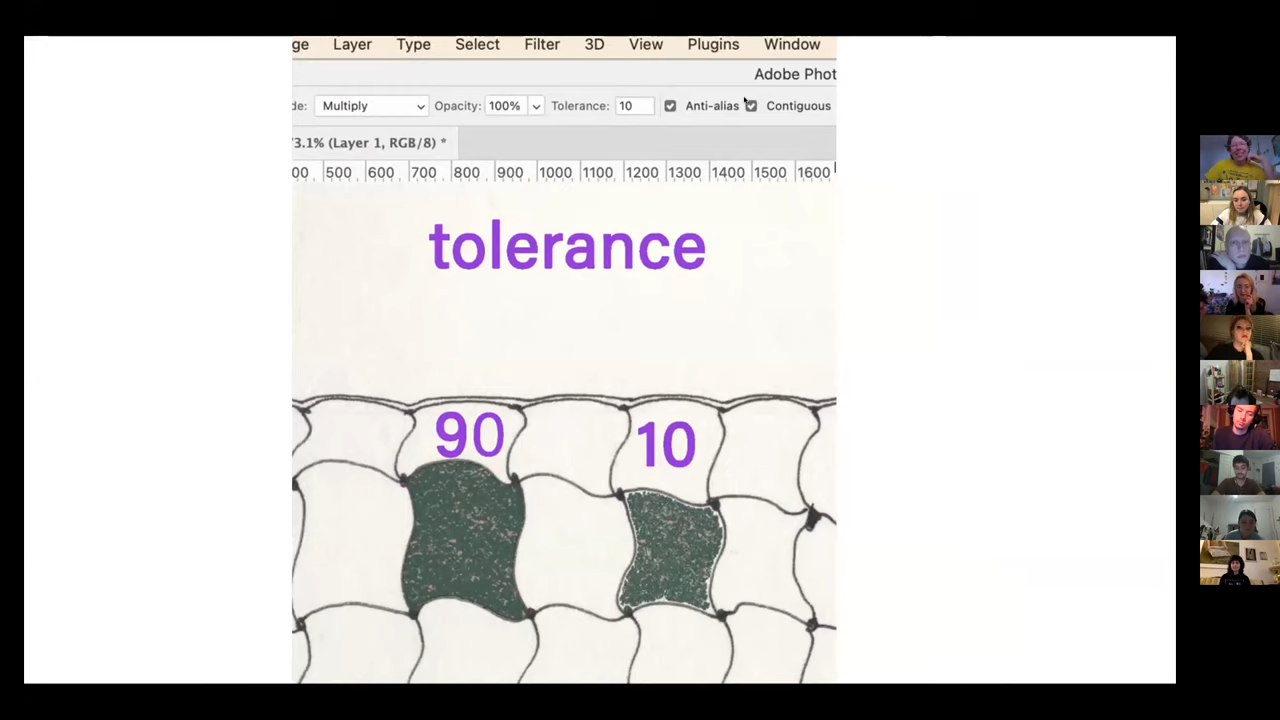 ge Layer Type Select Filter 3D View Plugins Window
Adobe Phot
de: Multiply Opacity: 100% Tolerance: 10 Anti-alias Contiguous
3.1% (Layer 1, RGB/8) *
00 500 600 700 800 900 1000 1100 1200 1300 1400 1500 1600
tolerance
90 10